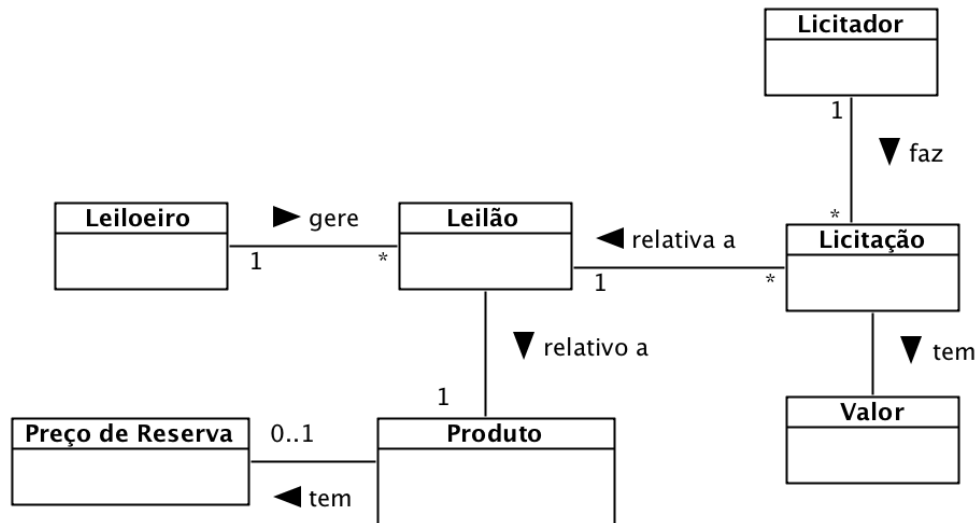 Licitador
1
faz
*
Leiloeiro
gere
1
*
Leilão
relativa a
1
*
Licitação
relativo a
1
tem
Valor
Preço de Reserva
0..1
tem
Produto